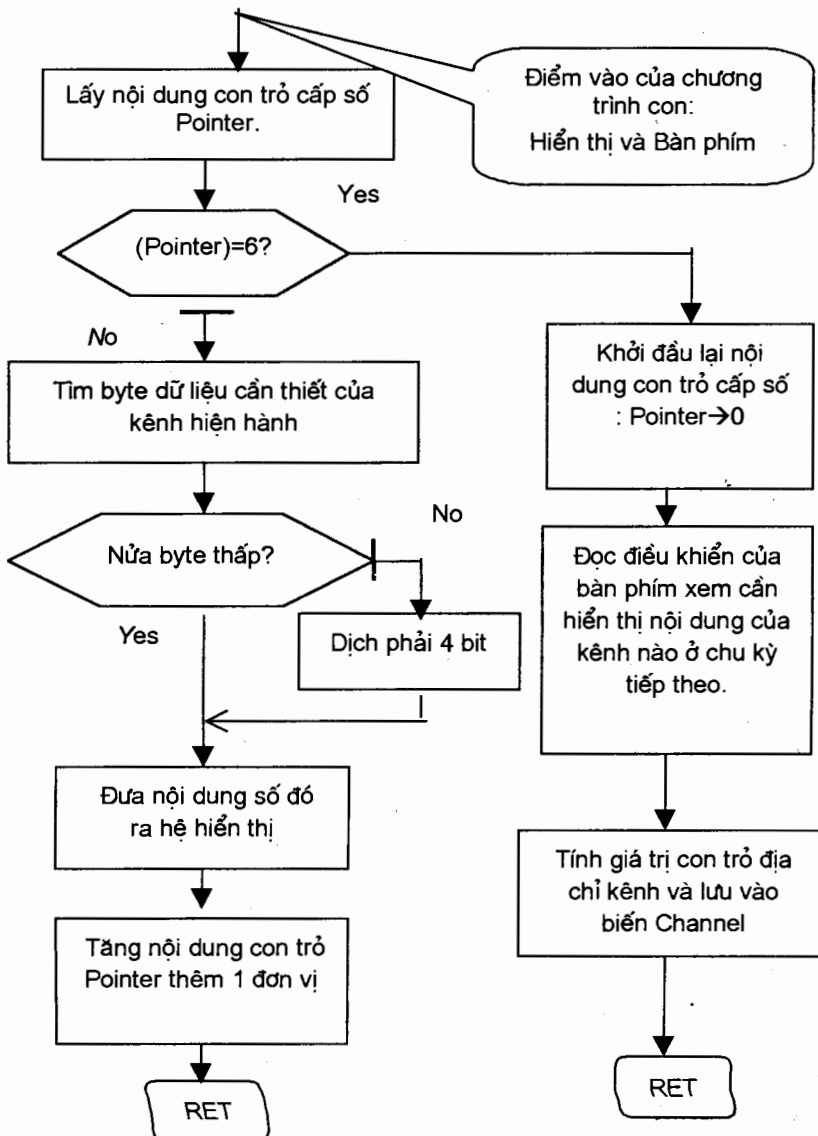 Điểm vào của chương
trình con:
Hiển thị và Bàn phím
Lấy nội dung con trỏ cấp số
Pointer.
Yes
(Pointer)=6?
No
Tìm byte dữ liệu cần thiết của
kênh hiện hành
Nửa byte thấp?
No
Yes
Dịch phải 4 bit
Đưa nội dung số đó
ra hệ hiển thị
Tăng nội dung con trỏ
Pointer thêm 1 đơn vị
RET
Khởi đầu lại nội
dung con trỏ cấp số
: Pointer→0
Đọc điều khiển của
bàn phím xem cần
hiển thị nội dung của
kênh nào ở chu kỳ
tiếp theo.
Tính giá trị con trỏ địa
chỉ kênh và lưu vào
biến Channel
RET